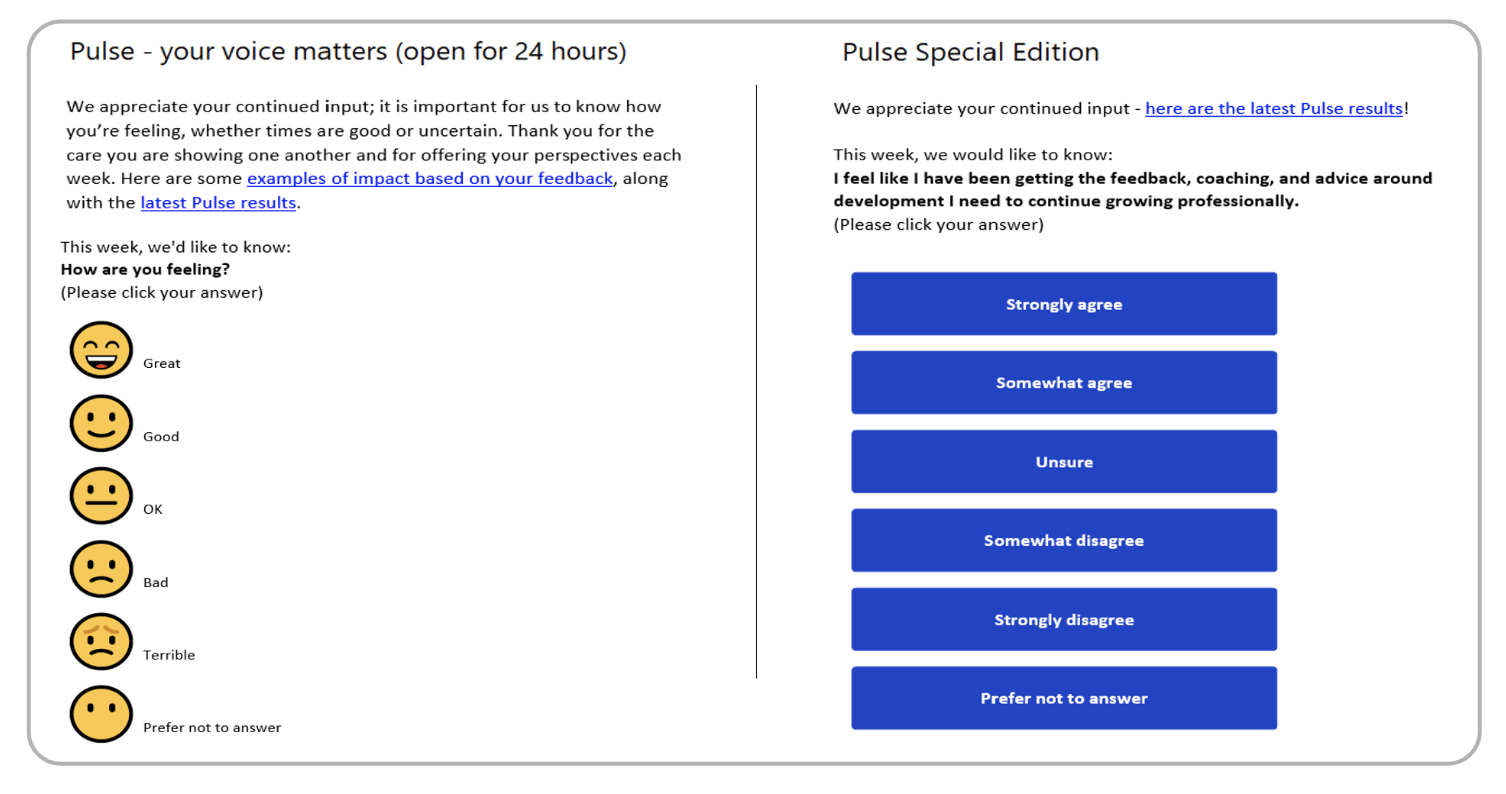 Pulse - your voice matters (open for 24 hours)
We appreciate your continued input; it is important for us to know how
you’re feeling, whether times are good or uncertain. Thank you for the
care you are showing one another and for offering your perspectives each
week. Here are some examples of impact based on your feedback, along
with the latest Pulse results.
This week, we'd like to know:
How are you feeling?
(Please click your answer)
Great
Good
OK
Bad
Terrible
Prefer not to answer
Pulse Special Edition
We appreciate your continued input - here are the latest Pulse results!
This week, we would like to know:
I feel like I have been getting the feedback, coaching, and advice around
development I need to continue growing professionally.
(Please click your answer)
Strongly agree
Somewhat agree
Unsure
Somewhat disagree
Strongly disagree
Prefer not to answer